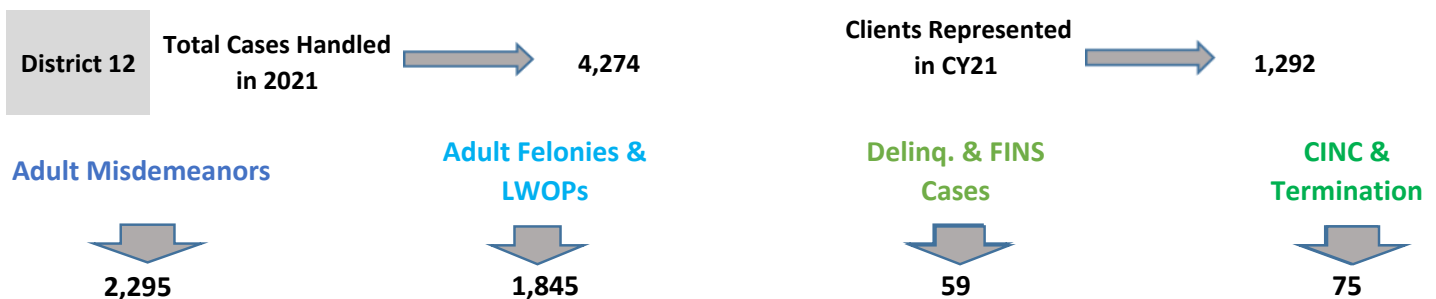 District 12
Total Cases Handled
in 2021
4,274
Clients Represented
in CY21
1,292
Adult Misdemeanors
Adult Felonies &
LWOPs
Delinq. & FINS
Cases
CINC &
Termination
2,295
1,845
59
75